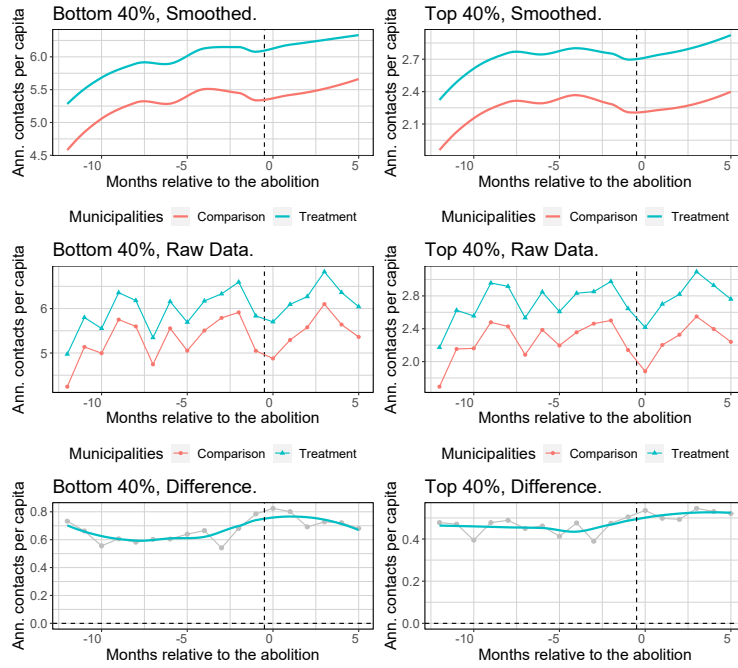 Bottom 40%, Smoothed.
Ann. contacts per capita
6.0
5.5
5.0
4.5
-10 -5 0 5
Months relative to the abolition
Municipalities Comparison Treatment
Top 40%, Smoothed.
Ann. contacts per capita
2.7
2.4
2.1
-10 -5 0 5
Months relative to the abolition
Municipalities Comparison Treatment
Bottom 40%, Raw Data.
Ann. contacts per capita
6
5
-10 -5 0 5
Months relative to the abolition
Municipalities Comparison Treatment
Top 40%, Raw Data.
Ann. contacts per capita
2.8
2.4
2.0
-10 -5 0 5
Months relative to the abolition
Municipalities Comparison Treatment
Bottom 40%, Difference.
Ann. contacts per capita
0.8
0.6
0.4
0.2
0.0
-10 -5 0 5
Months relative to the abolition
Top 40%, Difference.
Ann. contacts per capita
0.4
0.2
0.0
-10 -5 0 5
Months relative to the abolition